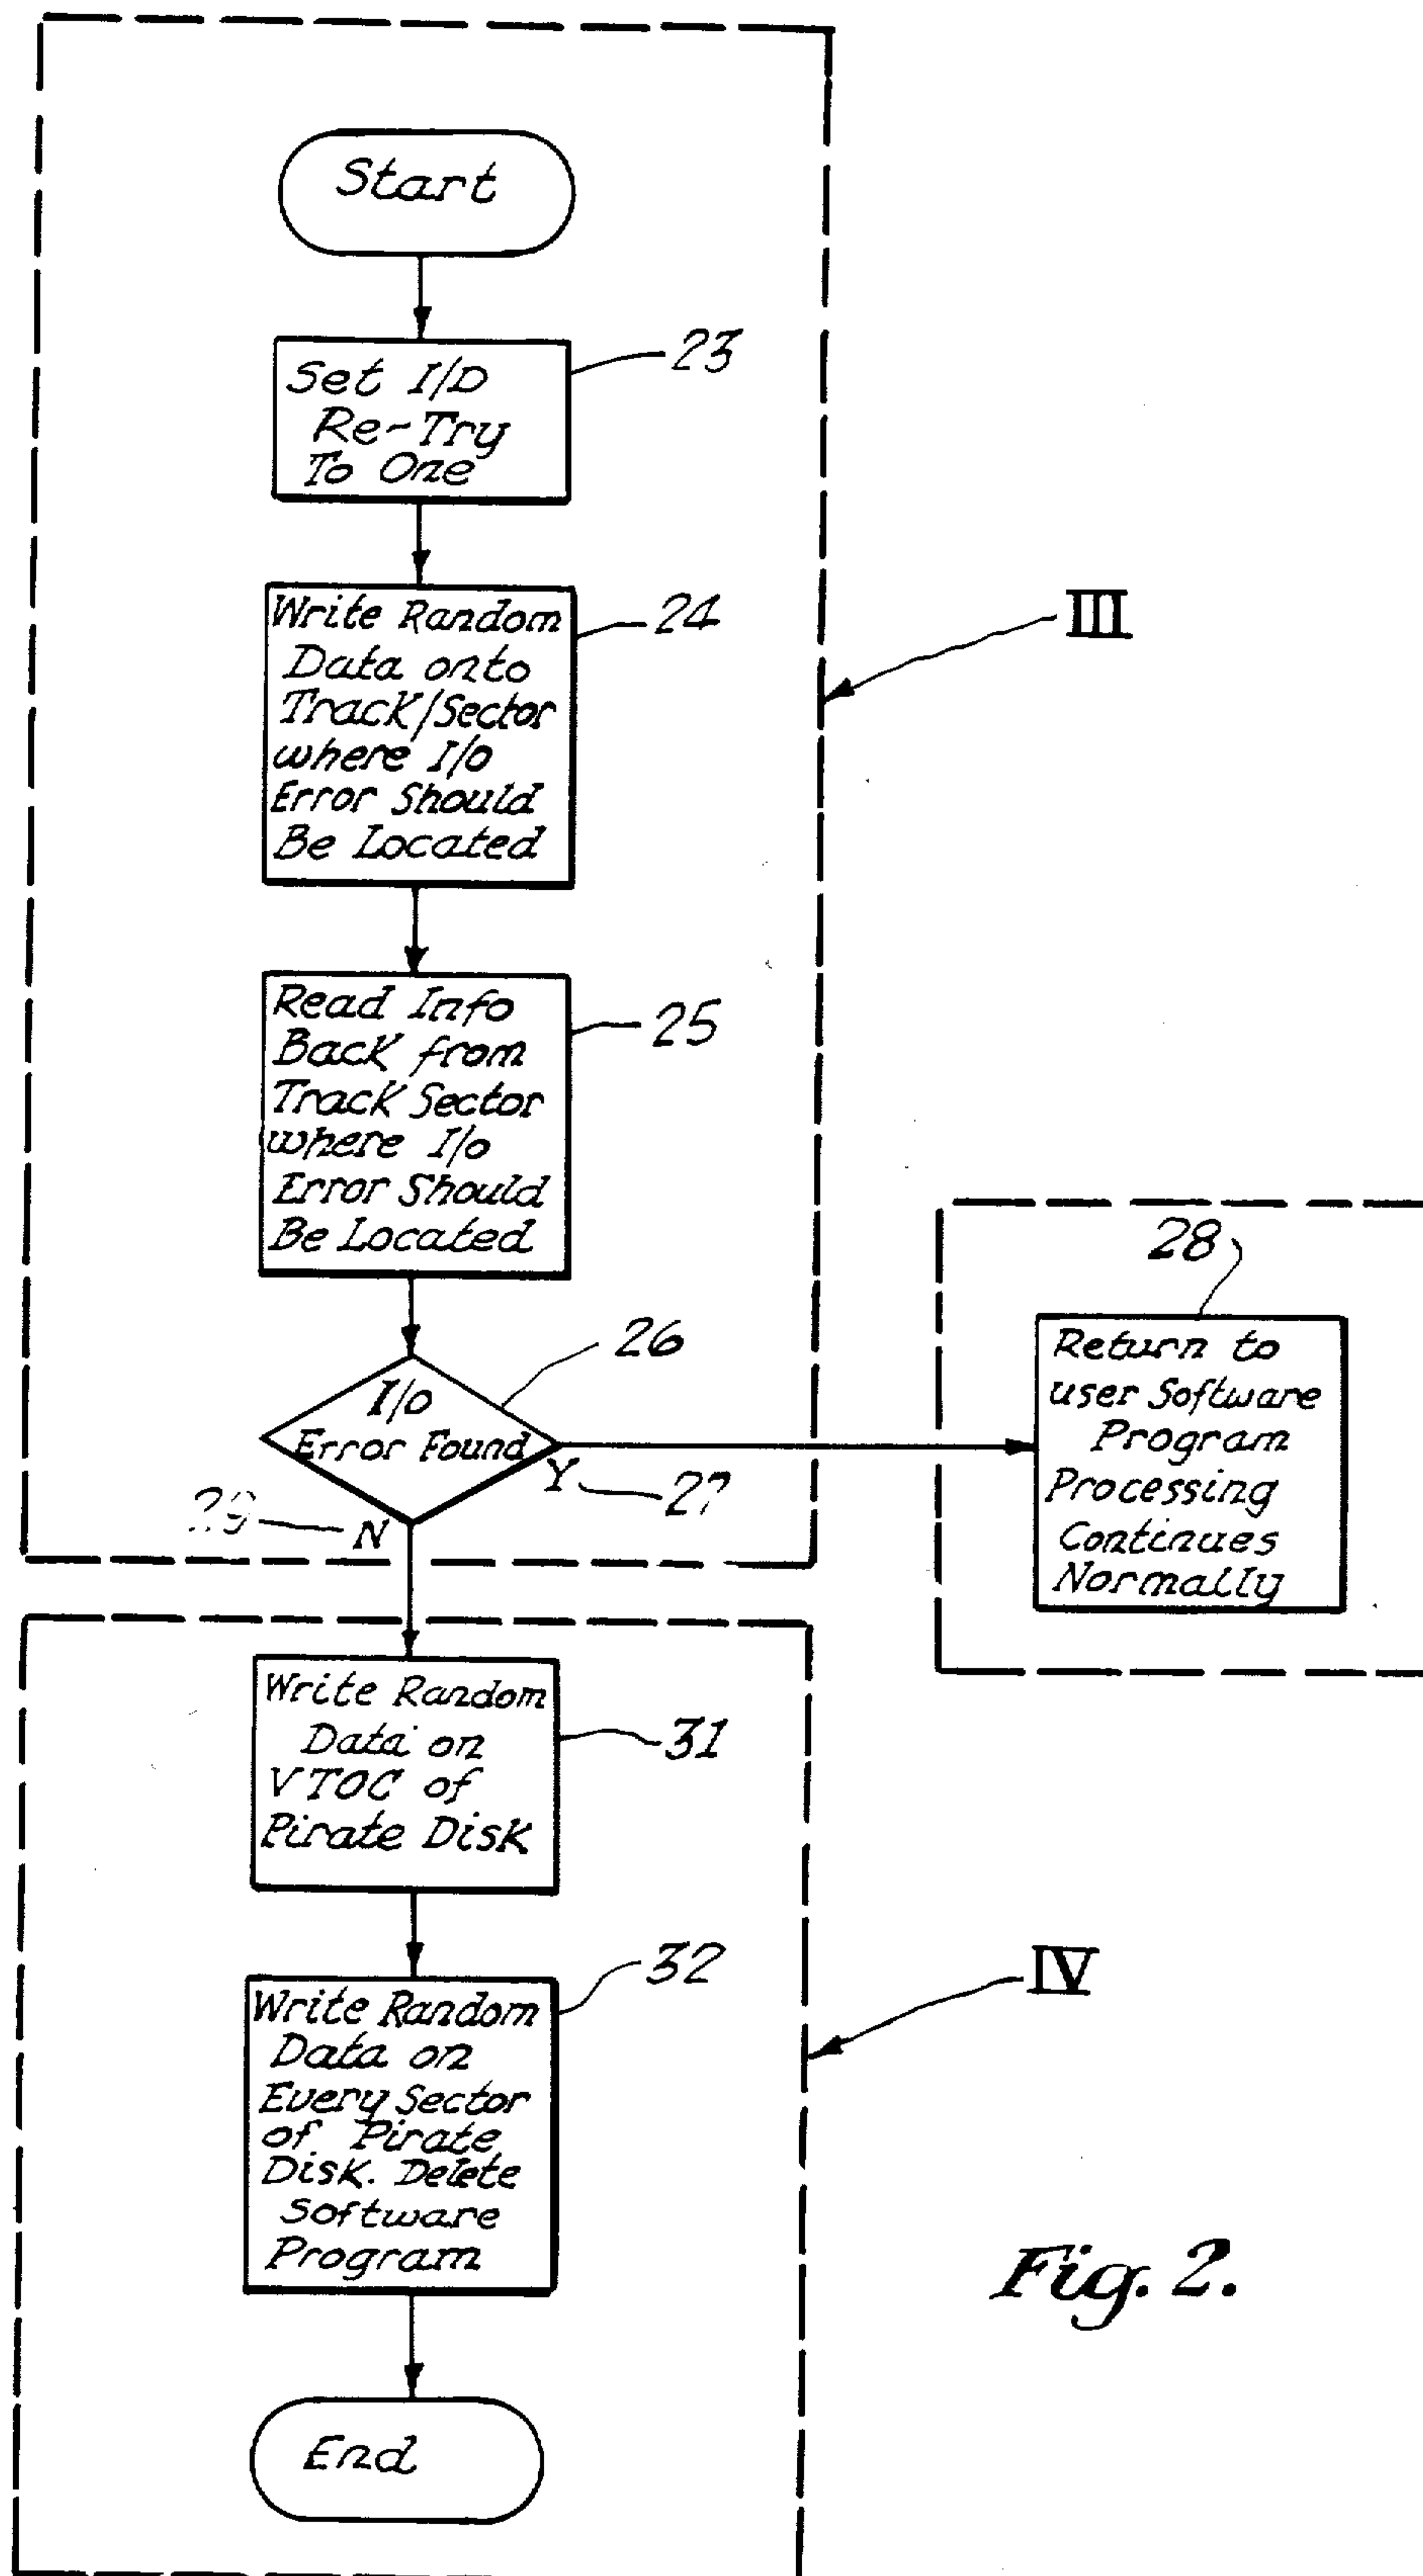 Start
Set I/D
Re-Try
To One
23
Write Random
Data onto
Track/Sector
where I/o
Error Should
Be Located
24
III
Read Info
Back from
Track Sector
where I/o
Error Should
Be Located
25
I/o
Error Found
26
Y
27
N
29
28
Return to
user Software
Program
Processing
Continues
Normally
Write Random
Data on
VTOC of
Pirate Disk
31
Write Random
Data on
Every Sector
of Pirate
Disk. Delete
Software
Program
32
IV
End
Fig. 2.